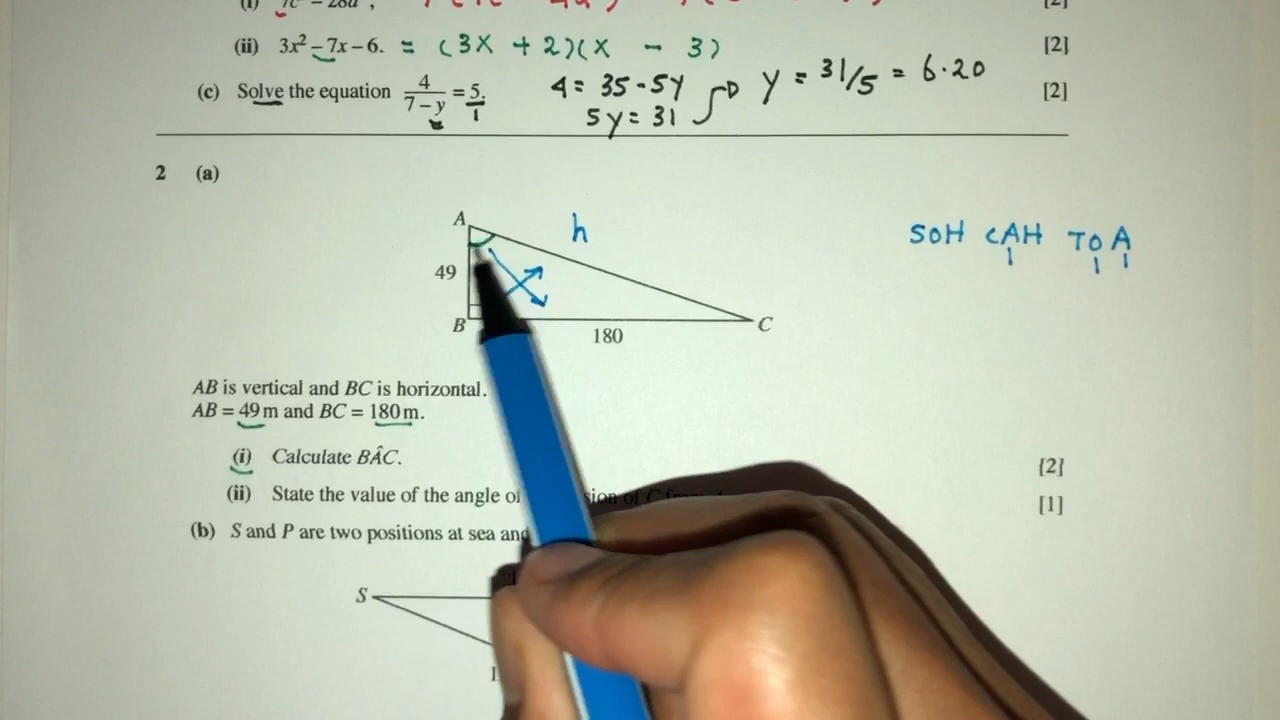 (ii) 3x² – 7x – 6. = (3x + 2)(x - 3) [2]
(c) Solve the equation 4/7 – y = 5. 1 [2]
4 = 35 - 5y
5y = 31
y = 31/5 = 6.20
2 (a)
A h
SOH CAH TOA
49
B C
180
AB is vertical and BC is horizontal.
AB = 49 m and BC = 180 m.
(i) Calculate BÂC. [2]
(ii) State the value of the angle of [1]
(b) S and P are two positions at sea and
S